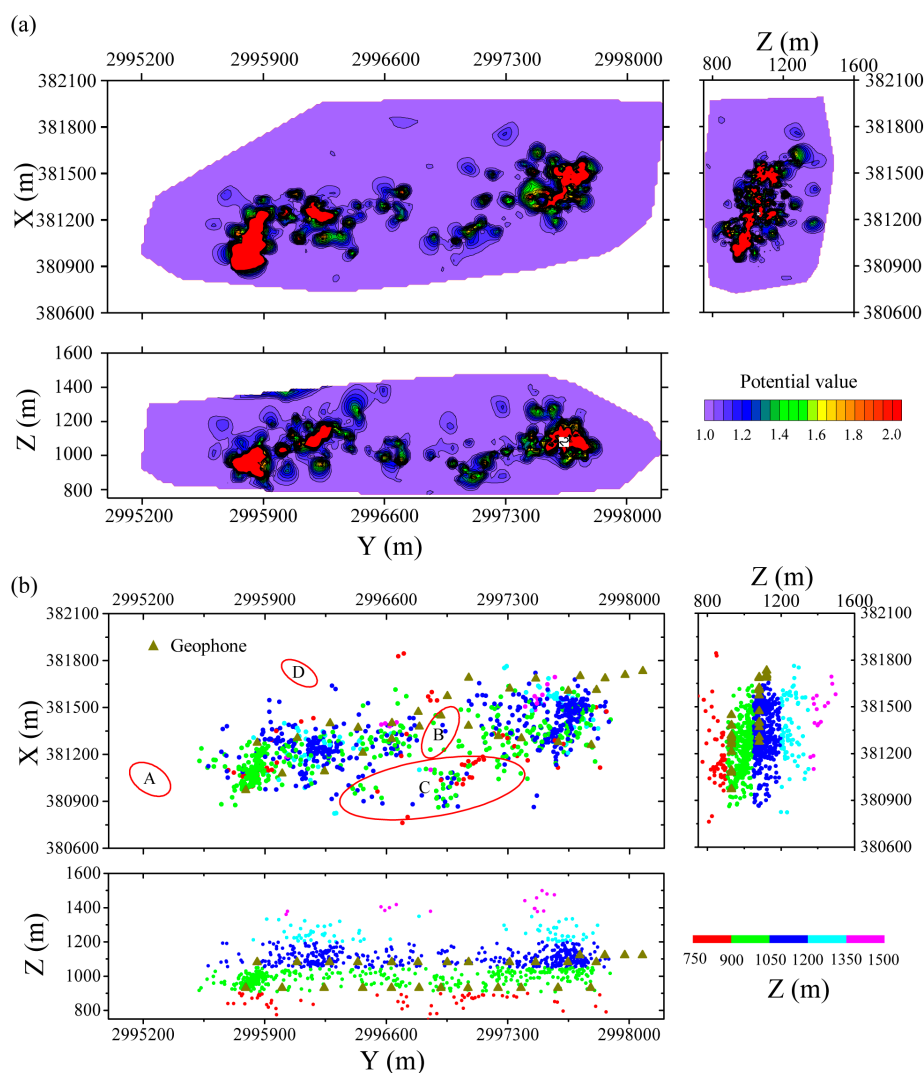 (a)
Z (m)
2995200 2995900 2996600 2997300 2998000
800 1200 1600
382100 382100
381800 381800
381500 381500
381200 381200
380900 380900
380600 380600
X (m)
1600
1400
1200
1000
800
Z (m)
2995200 2995900 2996600 2997300 2998000
Y (m)
Potential value
1.0 1.2 1.4 1.6 1.8 2.0
(b)
Z (m)
2995200 2995900 2996600 2997300 2998000
800 1200 1600
382100 382100
381800 381800
381500 381500
381200 381200
380900 380900
380600 380600
X (m)
Geophone
D
B
A
C
1600
1400
1200
1000
800
Z (m)
2995200 2995900 2996600 2997300 2998000
Y (m)
750 900 1050 1200 1350 1500
Z (m)